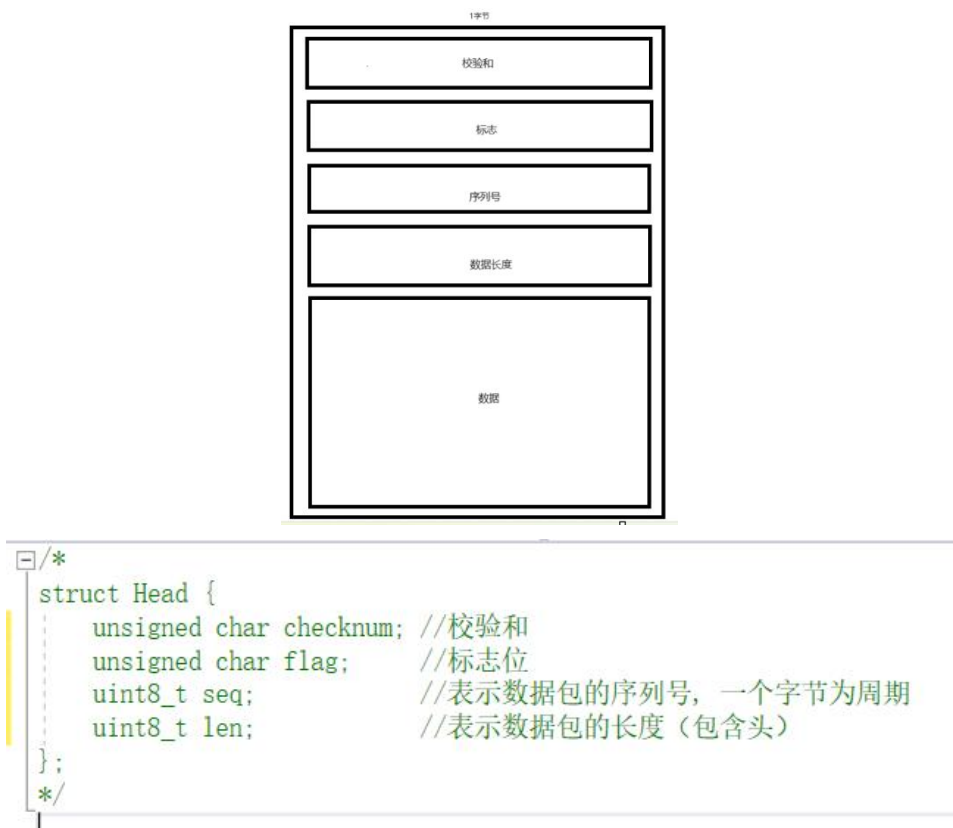 1字节
校验和
标志
序列号
数据长度
数据
/*
struct Head {
unsigned char checknum; //校验和
unsigned char flag; //标志位
uint8_t seq; //表示数据包的序列号, 一个字节为周期
uint8_t len; //表示数据包的长度（包含头）
};
*/